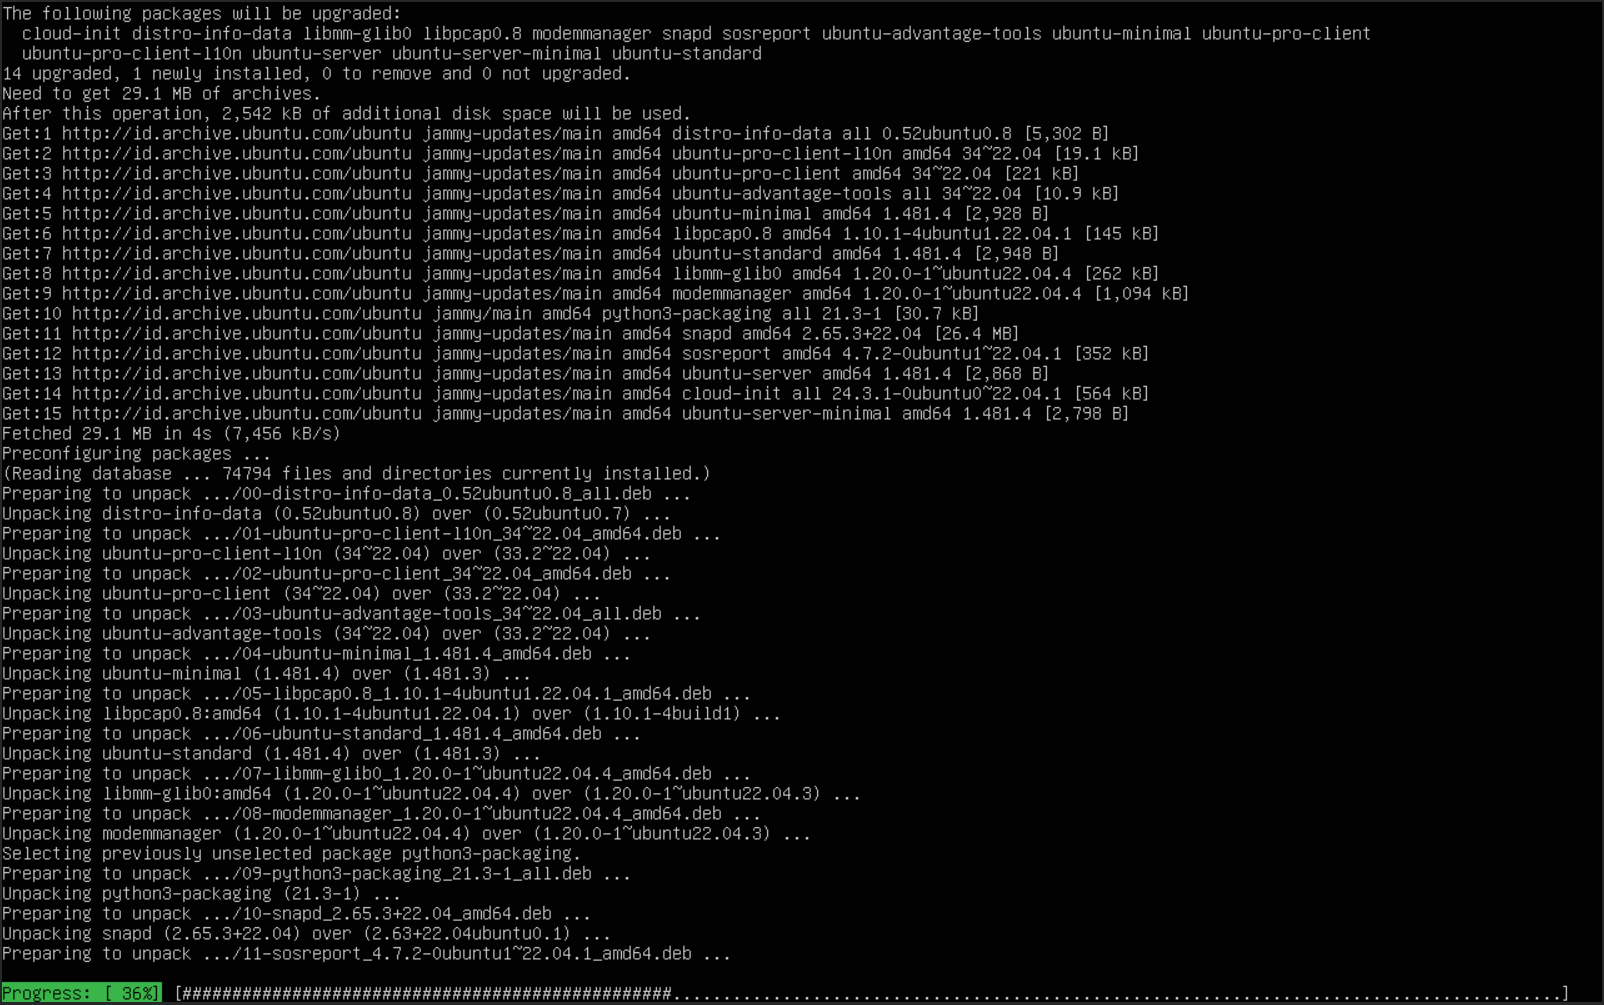 The following packages will be upgraded:
  cloud-init distro-info-data libmm-glib0 libpcap0.8 modemmanager snapd sosreport ubuntu-advantage-tools ubuntu-minimal ubuntu-pro-client
  ubuntu-pro-client-l10n ubuntu-server ubuntu-server-minimal ubuntu-standard
14 upgraded, 1 newly installed, 0 to remove and 0 not upgraded.
Need to get 29.1 MB of archives.
After this operation, 2,542 kB of additional disk space will be used.
Get:1 http://id.archive.ubuntu.com/ubuntu jammy-updates/main amd64 distro-info-data all 0.52ubuntu0.8 [5,302 B]
Get:2 http://id.archive.ubuntu.com/ubuntu jammy-updates/main amd64 ubuntu-pro-client-l10n amd64 34~22.04 [19.1 kB]
Get:3 http://id.archive.ubuntu.com/ubuntu jammy-updates/main amd64 ubuntu-pro-client amd64 34~22.04 [221 kB]
Get:4 http://id.archive.ubuntu.com/ubuntu jammy-updates/main amd64 ubuntu-advantage-tools all 34~22.04 [10.9 kB]
Get:5 http://id.archive.ubuntu.com/ubuntu jammy-updates/main amd64 ubuntu-minimal amd64 1.481.4 [2,928 B]
Get:6 http://id.archive.ubuntu.com/ubuntu jammy-updates/main amd64 libpcap0.8 amd64 1.10.1-4ubuntu1.22.04.1 [145 kB]
Get:7 http://id.archive.ubuntu.com/ubuntu jammy-updates/main amd64 ubuntu-standard amd64 1.481.4 [2,948 B]
Get:8 http://id.archive.ubuntu.com/ubuntu jammy-updates/main amd64 libmm-glib0 amd64 1.20.0-1~ubuntu22.04.4 [262 kB]
Get:9 http://id.archive.ubuntu.com/ubuntu jammy-updates/main amd64 modemmanager amd64 1.20.0-1~ubuntu22.04.4 [1,094 kB]
Get:10 http://id.archive.ubuntu.com/ubuntu jammy/main amd64 python3-packaging all 21.3-1 [30.7 kB]
Get:11 http://id.archive.ubuntu.com/ubuntu jammy-updates/main amd64 snapd amd64 2.65.3+22.04 [26.4 MB]
Get:12 http://id.archive.ubuntu.com/ubuntu jammy-updates/main amd64 sosreport amd64 4.7.2-0ubuntu1~22.04.1 [352 kB]
Get:13 http://id.archive.ubuntu.com/ubuntu jammy-updates/main amd64 ubuntu-server amd64 1.481.4 [2,868 B]
Get:14 http://id.archive.ubuntu.com/ubuntu jammy-updates/main amd64 cloud-init all 24.3.1-0ubuntu0~22.04.1 [564 kB]
Get:15 http://id.archive.ubuntu.com/ubuntu jammy-updates/main amd64 ubuntu-server-minimal amd64 1.481.4 [2,798 B]
Fetched 29.1 MB in 4s (7,456 kB/s)
Preconfiguring packages ...
(Reading database ... 74794 files and directories currently installed.)
Preparing to unpack .../00-distro-info-data_0.52ubuntu0.8_all.deb ...
Unpacking distro-info-data (0.52ubuntu0.8) over (0.52ubuntu0.7) ...
Preparing to unpack .../01-ubuntu-pro-client-l10n_34~22.04_amd64.deb ...
Unpacking ubuntu-pro-client-l10n (34~22.04) over (33.2~22.04) ...
Preparing to unpack .../02-ubuntu-pro-client_34~22.04_amd64.deb ...
Unpacking ubuntu-pro-client (34~22.04) over (33.2~22.04) ...
Preparing to unpack .../03-ubuntu-advantage-tools_34~22.04_all.deb ...
Unpacking ubuntu-advantage-tools (34~22.04) over (33.2~22.04) ...
Preparing to unpack .../04-ubuntu-minimal_1.481.4_amd64.deb ...
Unpacking ubuntu-minimal (1.481.4) over (1.481.3) ...
Preparing to unpack .../05-libpcap0.8_1.10.1-4ubuntu1.22.04.1_amd64.deb ...
Unpacking libpcap0.8:amd64 (1.10.1-4ubuntu1.22.04.1) over (1.10.1-4build1) ...
Preparing to unpack .../06-ubuntu-standard_1.481.4_amd64.deb ...
Unpacking ubuntu-standard (1.481.4) over (1.481.3) ...
Preparing to unpack .../07-libmm-glib0_1.20.0-1~ubuntu22.04.4_amd64.deb ...
Unpacking libmm-glib0:amd64 (1.20.0-1~ubuntu22.04.4) over (1.20.0-1~ubuntu22.04.3) ...
Preparing to unpack .../08-modemmanager_1.20.0-1~ubuntu22.04.4_amd64.deb ...
Unpacking modemmanager (1.20.0-1~ubuntu22.04.4) over (1.20.0-1~ubuntu22.04.3) ...
Selecting previously unselected package python3-packaging.
Preparing to unpack .../09-python3-packaging_21.3-1_all.deb ...
Unpacking python3-packaging (21.3-1) ...
Preparing to unpack .../10-snapd_2.65.3+22.04_amd64.deb ...
Unpacking snapd (2.65.3+22.04) over (2.63+22.04ubuntu0.1) ...
Preparing to unpack .../11-sosreport_4.7.2-0ubuntu1~22.04.1_amd64.deb ...
Progress: [ 36%] [#################################################.........................................................................................]